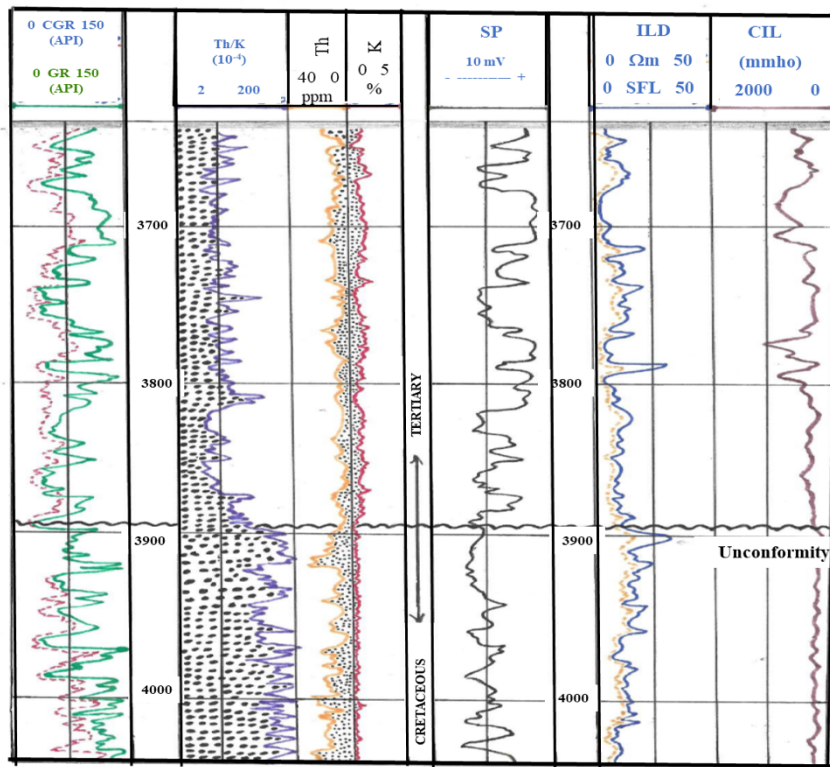 0 CGR 150
(API)
0 GR 150
(API)
Th/K
(10⁻⁴)
2 200
Th
40 0
ppm
K
0 5
%
SP
10 mV
- ---------- +
ILD
0 Ωm 50
0 SFL 50
CIL
(mmho)
2000 0
3700
3700
3800
3800
TERTIARY
3900
3900
Unconformity
4000
4000
CRETACEOUS